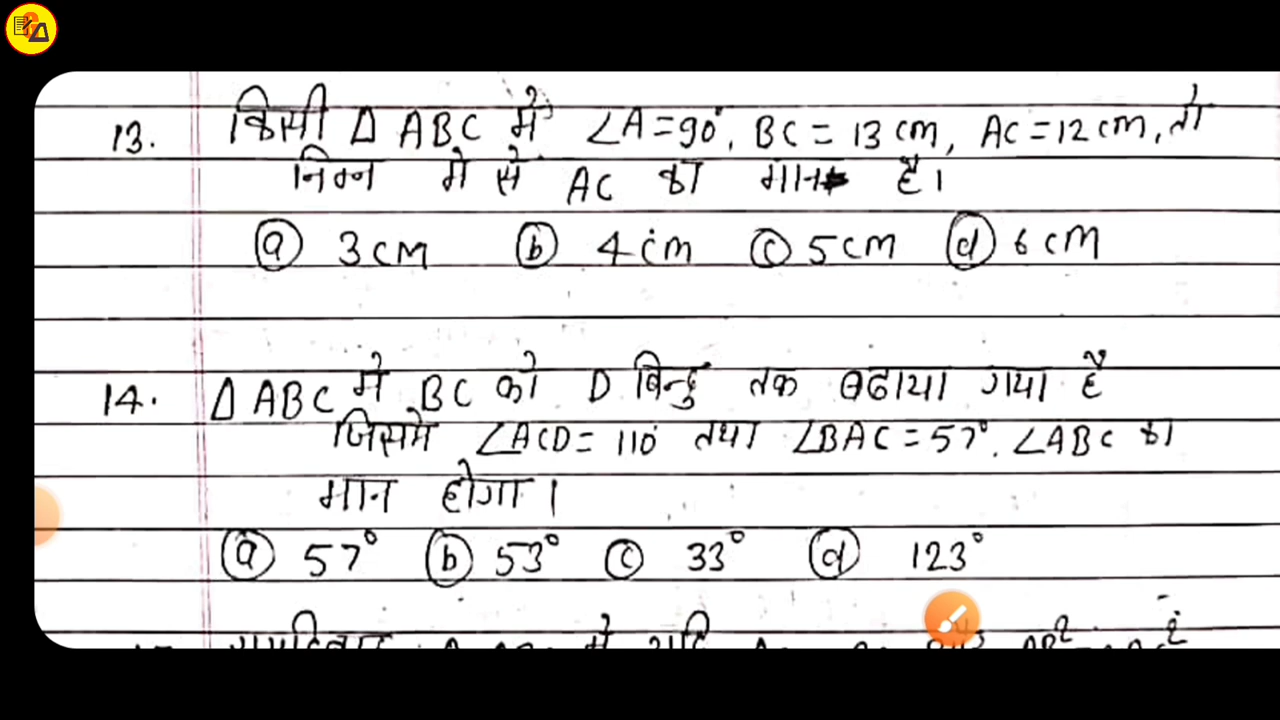 13. किसी Δ ABC में ∠A=90°, BC = 13 cm, AC = 12 cm, तो
निम्न में से AC का मान है।
(a) 3 cm (b) 4 cm (c) 5 cm (d) 6 cm
14. Δ ABC में BC को D बिन्दु तक बढाया गया है
जिसमे ∠ACD = 110° तथा ∠BAC = 57°. ∠ABC का
मान होगा।
(a) 57° (b) 53° (c) 33° (d) 123°